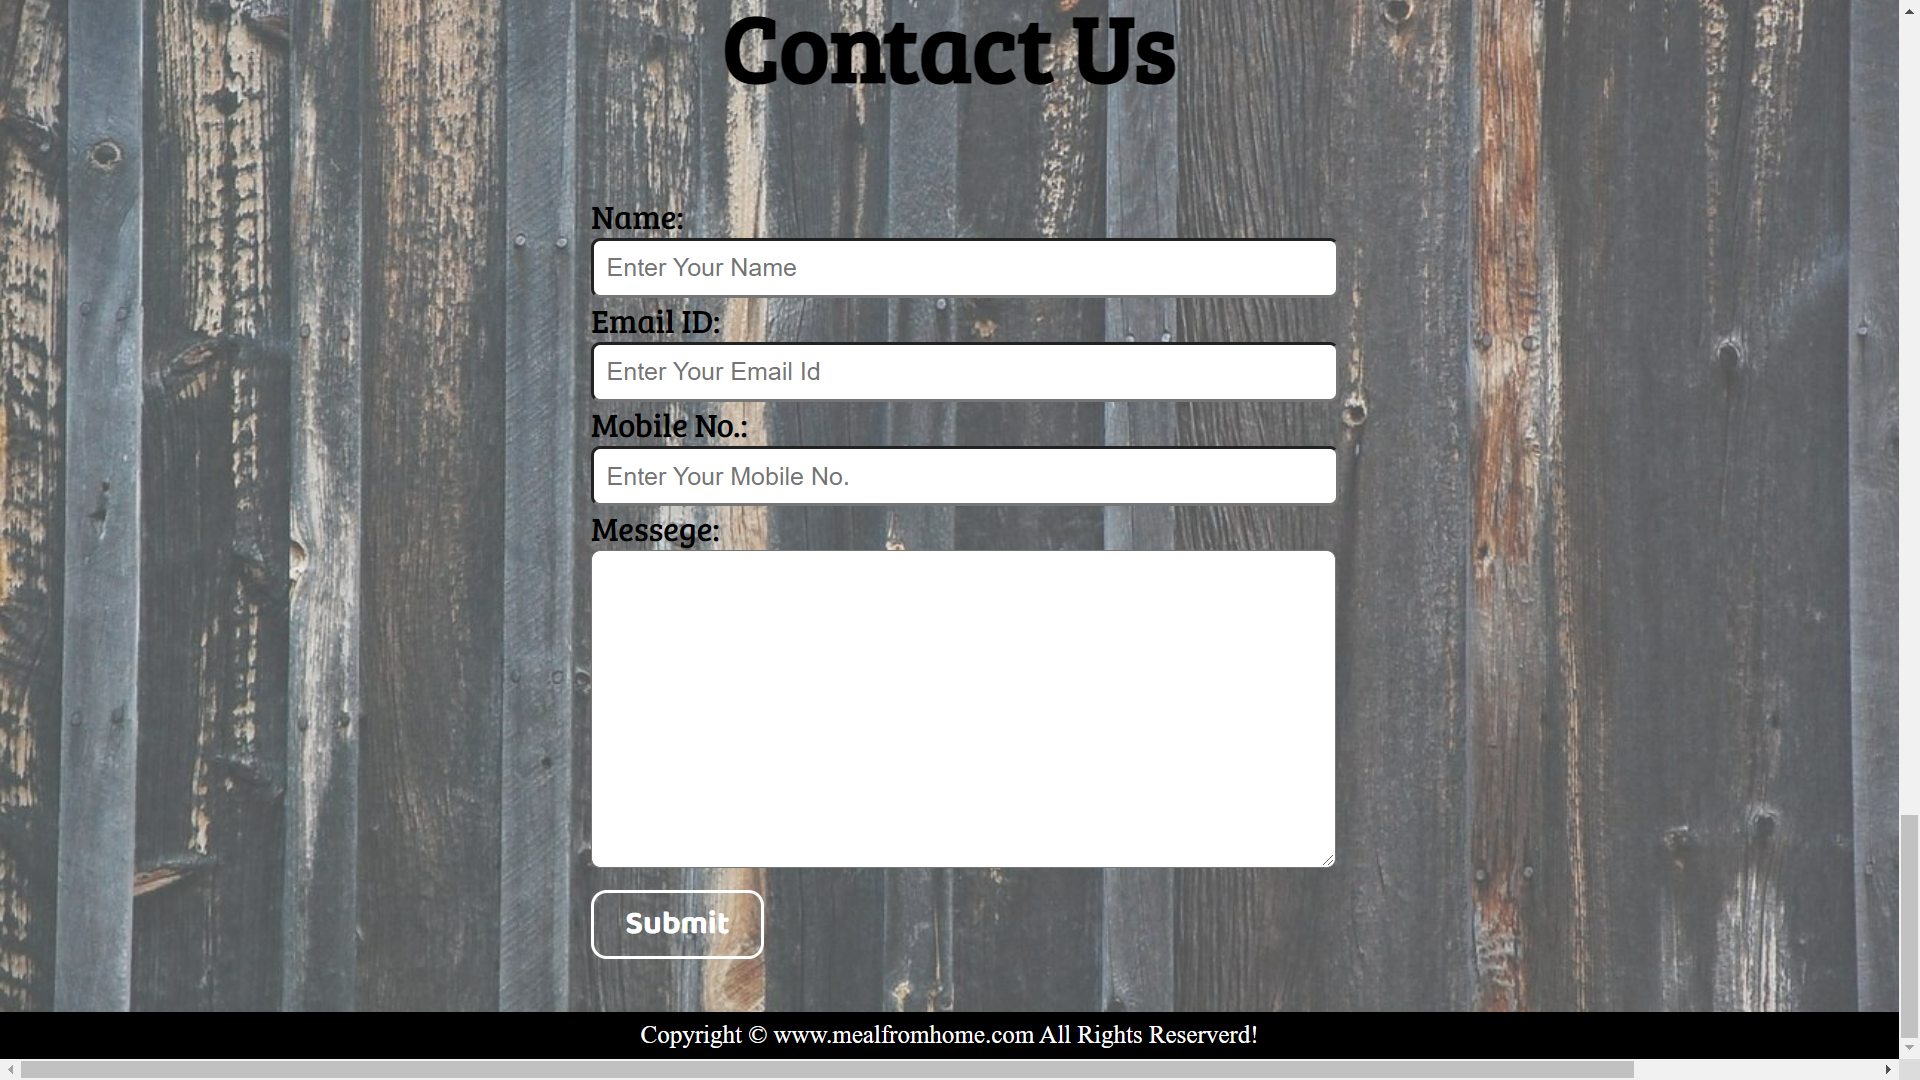 Contact Us
Name:
Enter Your Name
Email ID:
Enter Your Email Id
Mobile No.:
Enter Your Mobile No.
Messege:
Submit
Copyright © www.mealfromhome.com All Rights Reserverd!